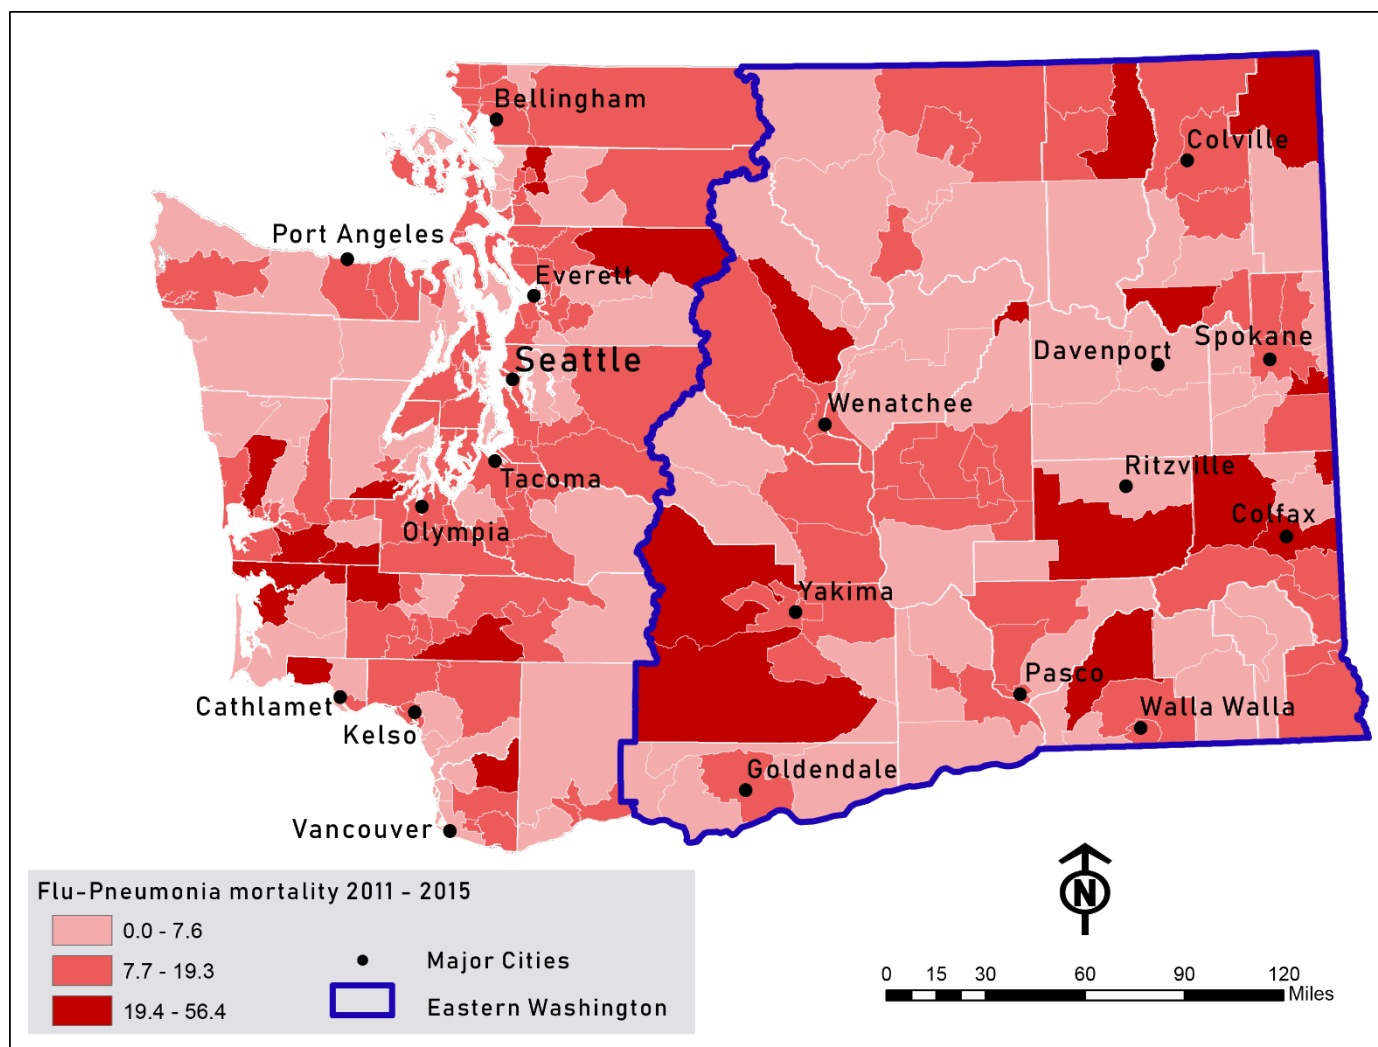 Bellingham
Colville
Port Angeles
Everett
Seattle
Davenport
Spokane
Wenatchee
Ritzville
Tacoma
Olympia
Colfax
Yakima
Pasco
Cathlamet
Walla Walla
Kelso
Goldendale
Vancouver
Flu-Pneumonia mortality 2011 - 2015
0.0 - 7.6
7.7 - 19.3
19.4 - 56.4
Major Cities
Eastern Washington
N
0 15 30 60 90 120
Miles